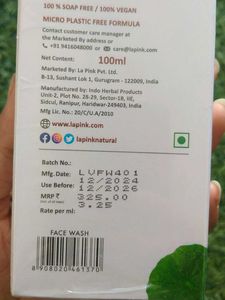 100 % SOAP FREE / 100% VEGAN
MICRO PLASTIC FREE FORMULA
Contact customer care manager at
the Marketed By address or
+91 9416048000 care@lapink.com
Net Content: 100ml
Marketed By: La Pink Pvt. Ltd.
B-13, Sushant Lok 1, Gurugram - 122009, India
Manufactured by: Indo Herbal Products
Unit-2, Plot No. 28-29, Sector-1B, IIE,
Sidcul, Ranipur, Haridwar-249403, India
Mfg Lic. No.: 20/C/U.A/2010
www.lapink.com
lapinknatural
Batch No.: LVFW401
Mfg. Date: 12/2024
Use Before: 12/2026
MRP ₹ 325.00
Rate per ml: 3.25
FACE WASH
8 908020 461370